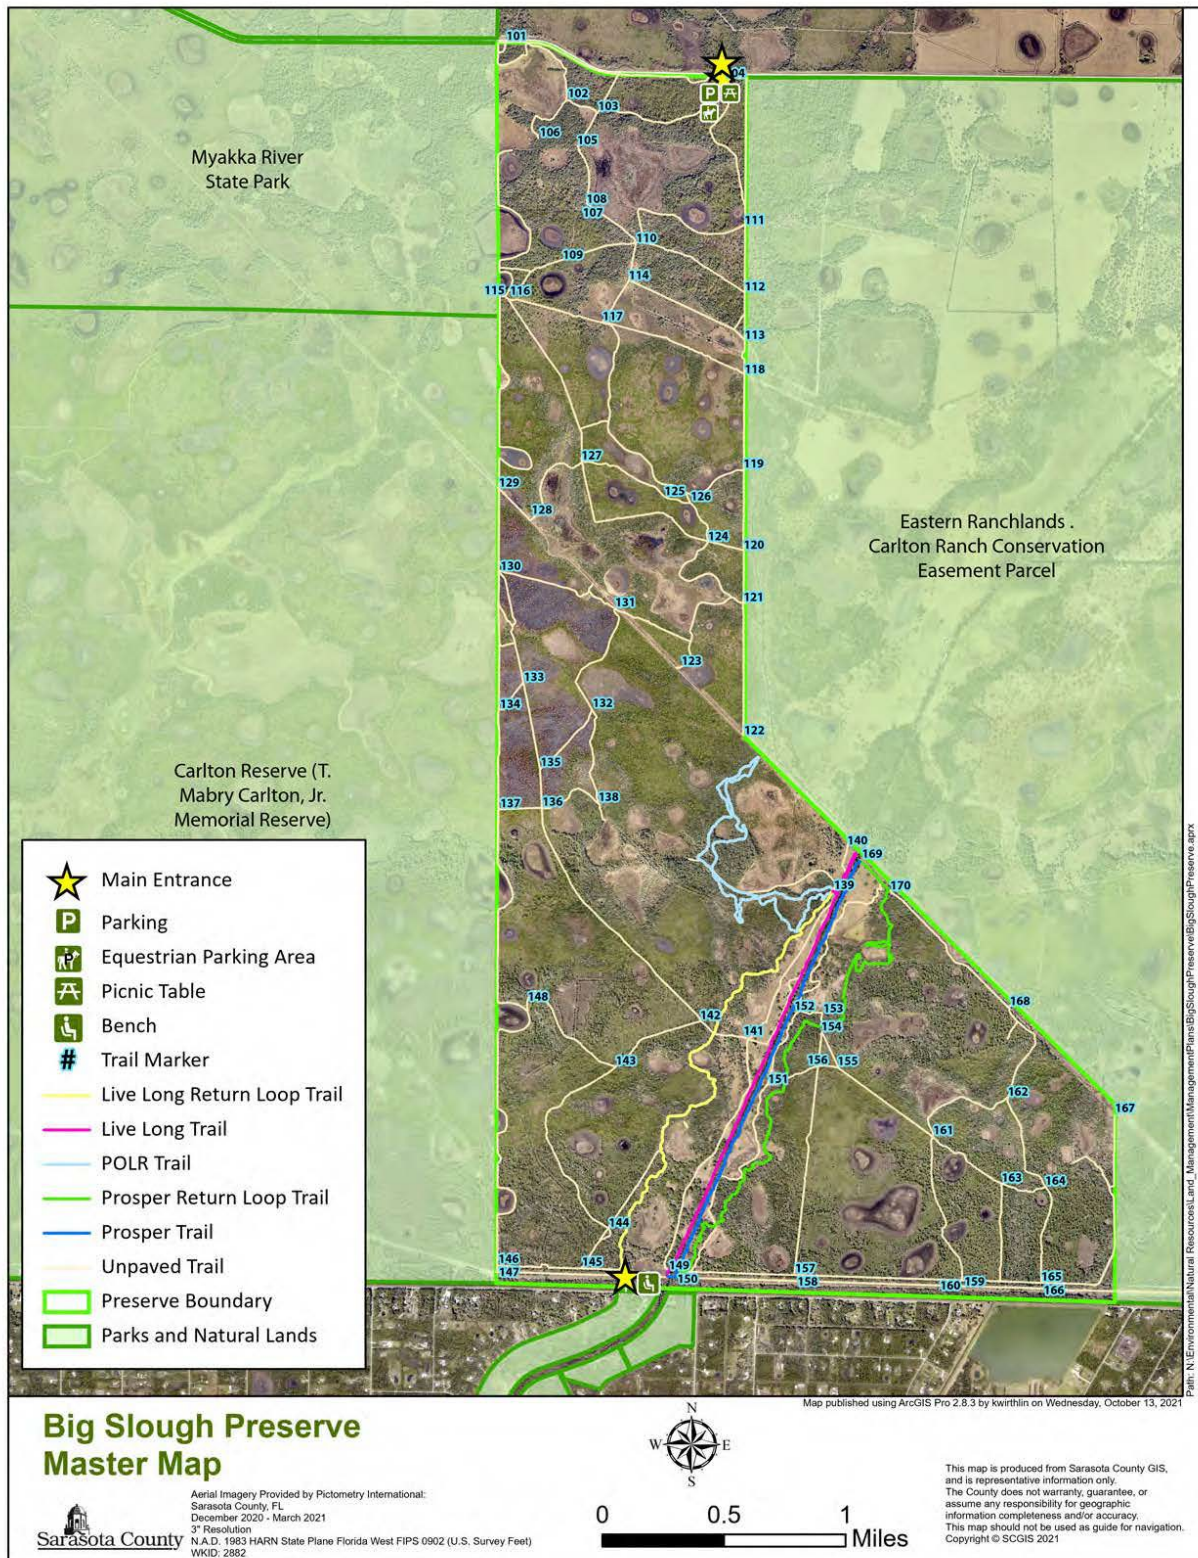 101
04
102
103
106
105
Myakka River
State Park
108
107
111
110
109
114
112
115
116
117
113
118
127
119
129
125
126
128
124
120
Eastern Ranchlands .
Carlton Ranch Conservation
Easement Parcel
130
131
121
123
133
134
132
122
135
Carlton Reserve (T.
Mabry Carlton, Jr.
Memorial Reserve)
137
136
138
140
169
139
170
148
142
152
153
168
141
154
143
156
155
151
162
167
161
163
164
144
146
145
149
157
165
147
150
158
160
159
166
Main Entrance
P
Parking
P
Equestrian Parking Area
Picnic Table
Bench
#
Trail Marker
Live Long Return Loop Trail
Live Long Trail
POLR Trail
Prosper Return Loop Trail
Prosper Trail
Unpaved Trail
Preserve Boundary
Parks and Natural Lands
P
Path: N:\Environmental\Natural Resources\Land_Management\ManagementPlans\BigSloughPreserve\BigSloughPreserve.aprx
Map published using ArcGIS Pro 2.8.3 by kwirthlin on Wednesday, October 13, 2021
Big Slough Preserve
Master Map
N
W
E
S
Sarasota County
Aerial Imagery Provided by Pictometry International:
Sarasota County, FL
December 2020 - March 2021
3" Resolution
N.A.D. 1983 HARN State Plane Florida West FIPS 0902 (U.S. Survey Feet)
WKID: 2882
0 0.5 1
Miles
This map is produced from Sarasota County GIS,
and is representative information only.
The County does not warranty, guarantee, or
assume any responsibility for geographic
information completeness and/or accuracy.
This map should not be used as guide for navigation.
Copyright © SCGIS 2021